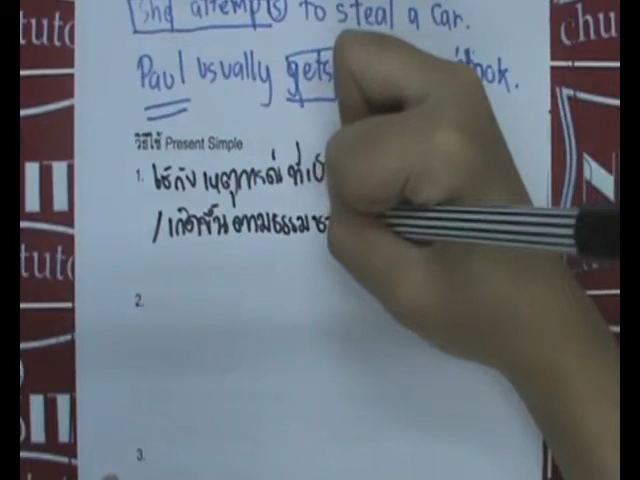 She attempts to steal a car.
Paul usually gets o'clock.
วิธีใช้ Present Simple
1. ใช้กับเหตุการณ์ ที่เป
/เกิดขึ้น ตามธรรมชา
2.
3.